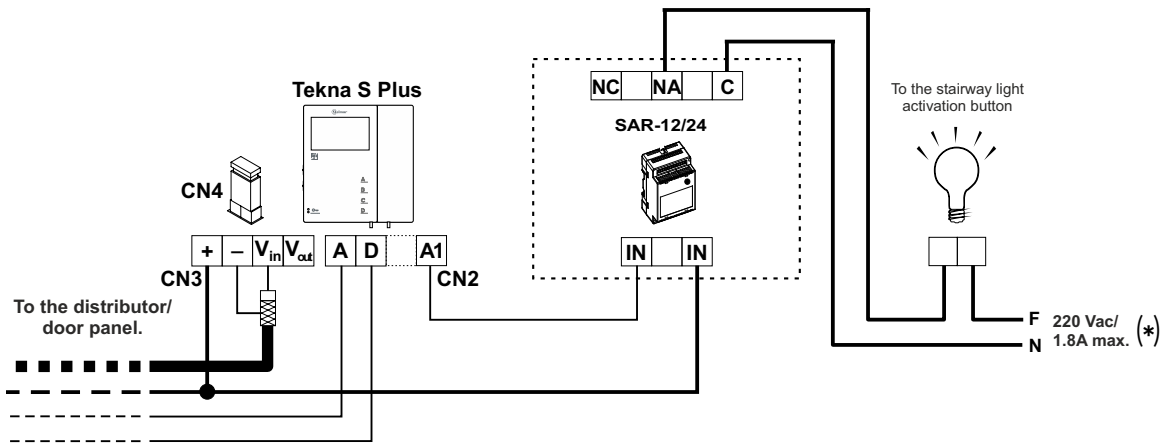 To the stairway light
activation button
NC NA C
Tekna S Plus
SAR-12/24
A
B
C
D
CN4
+ – Vin Vout A D A1
IN IN
CN3
CN2
To the distributor/
door panel.
F
N
220 Vac/
1.8A max.
(*)